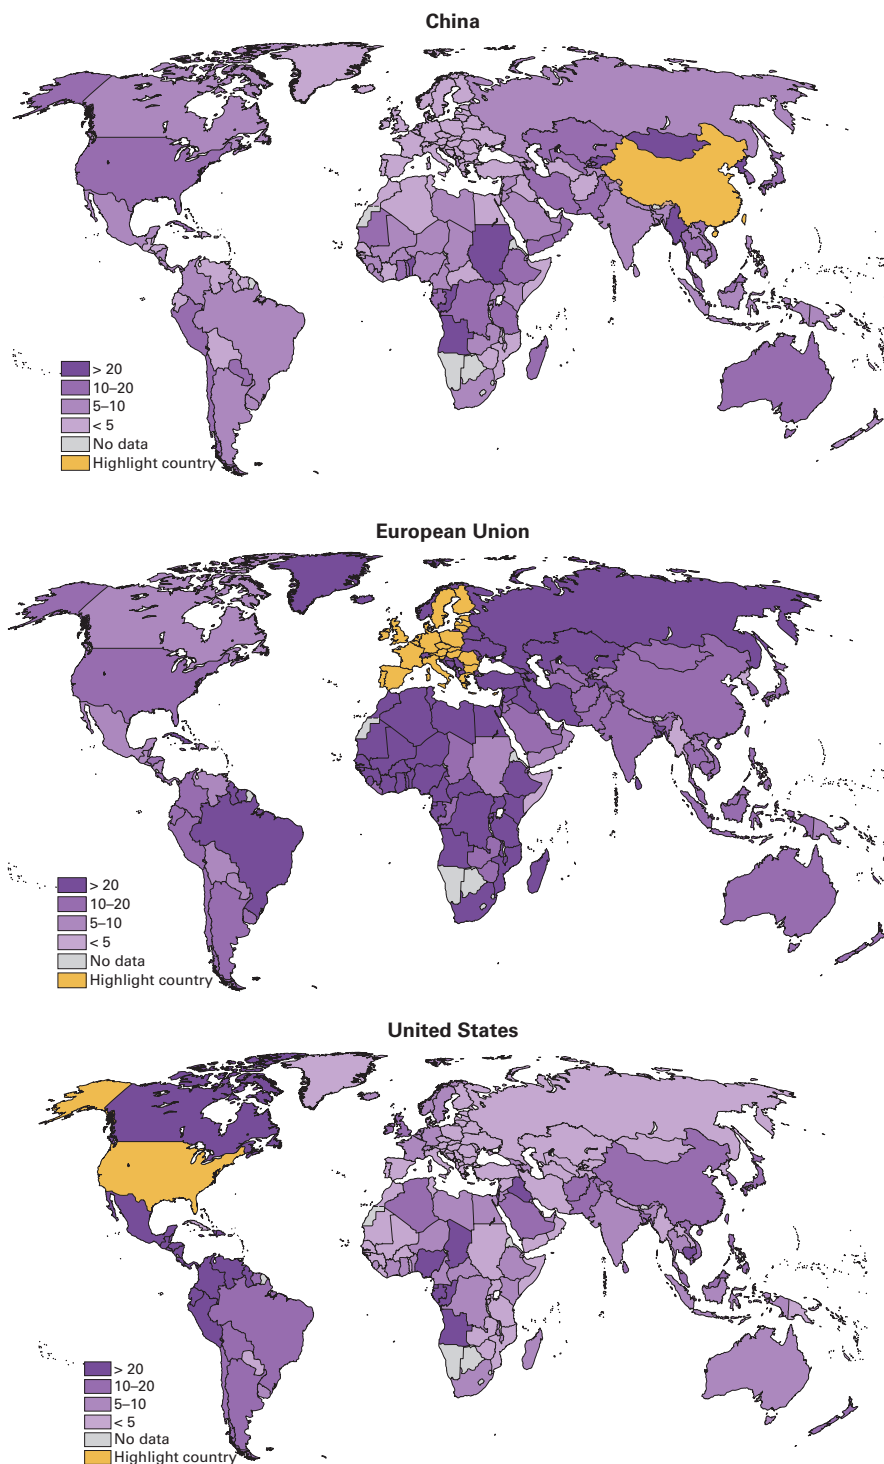 China
> 20
10–20
5–10
< 5
No data
Highlight country
European Union
> 20
10–20
5–10
< 5
No data
Highlight country
United States
> 20
10–20
5–10
< 5
No data
Highlight country